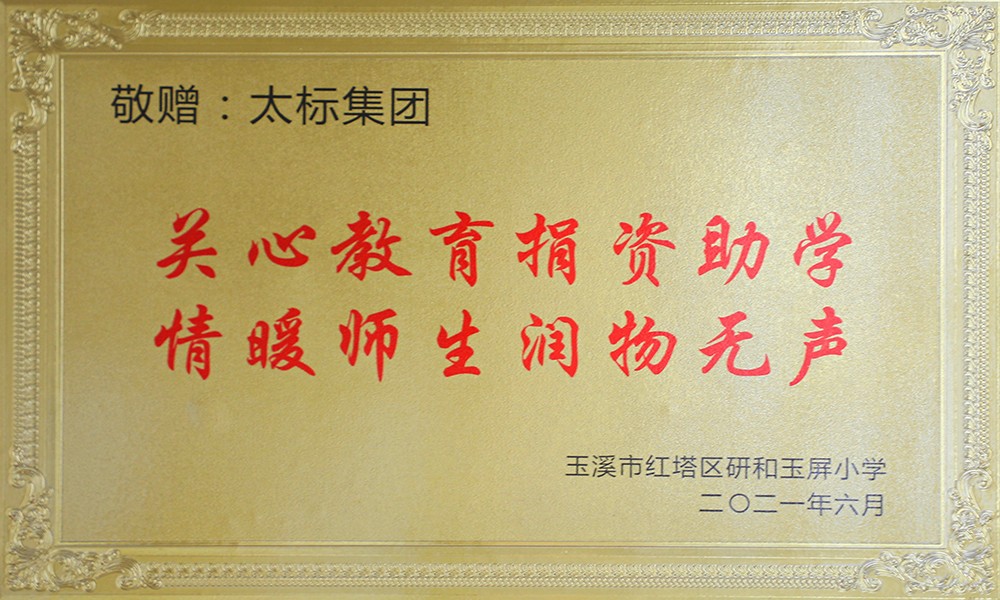 敬赠：太标集团
关心教育捐资助学
情暖师生润物无声
玉溪市红塔区研和玉屏小学
二〇二一年六月